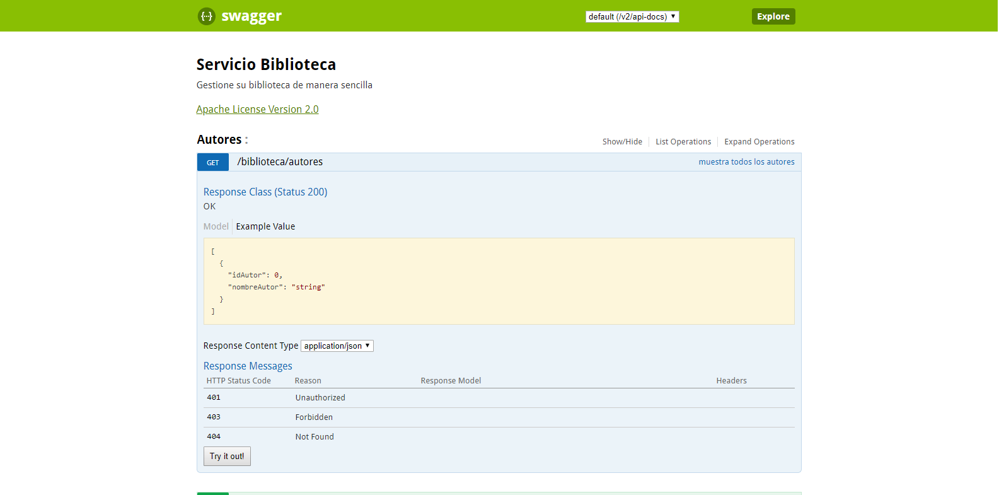 {···} swagger default (/v2/api-docs) ▼ Explore
Servicio Biblioteca
Gestione su biblioteca de manera sencilla
Apache License Version 2.0
Autores : Show/Hide List Operations Expand Operations
GET /biblioteca/autores muestra todos los autores
Response Class (Status 200)
OK
Model Example Value
[
{
"idAutor": 0,
"nombreAutor": "string"
}
]
Response Content Type application/json ▼
Response Messages
HTTP Status Code Reason Response Model Headers
401 Unauthorized
403 Forbidden
404 Not Found
Try it out!